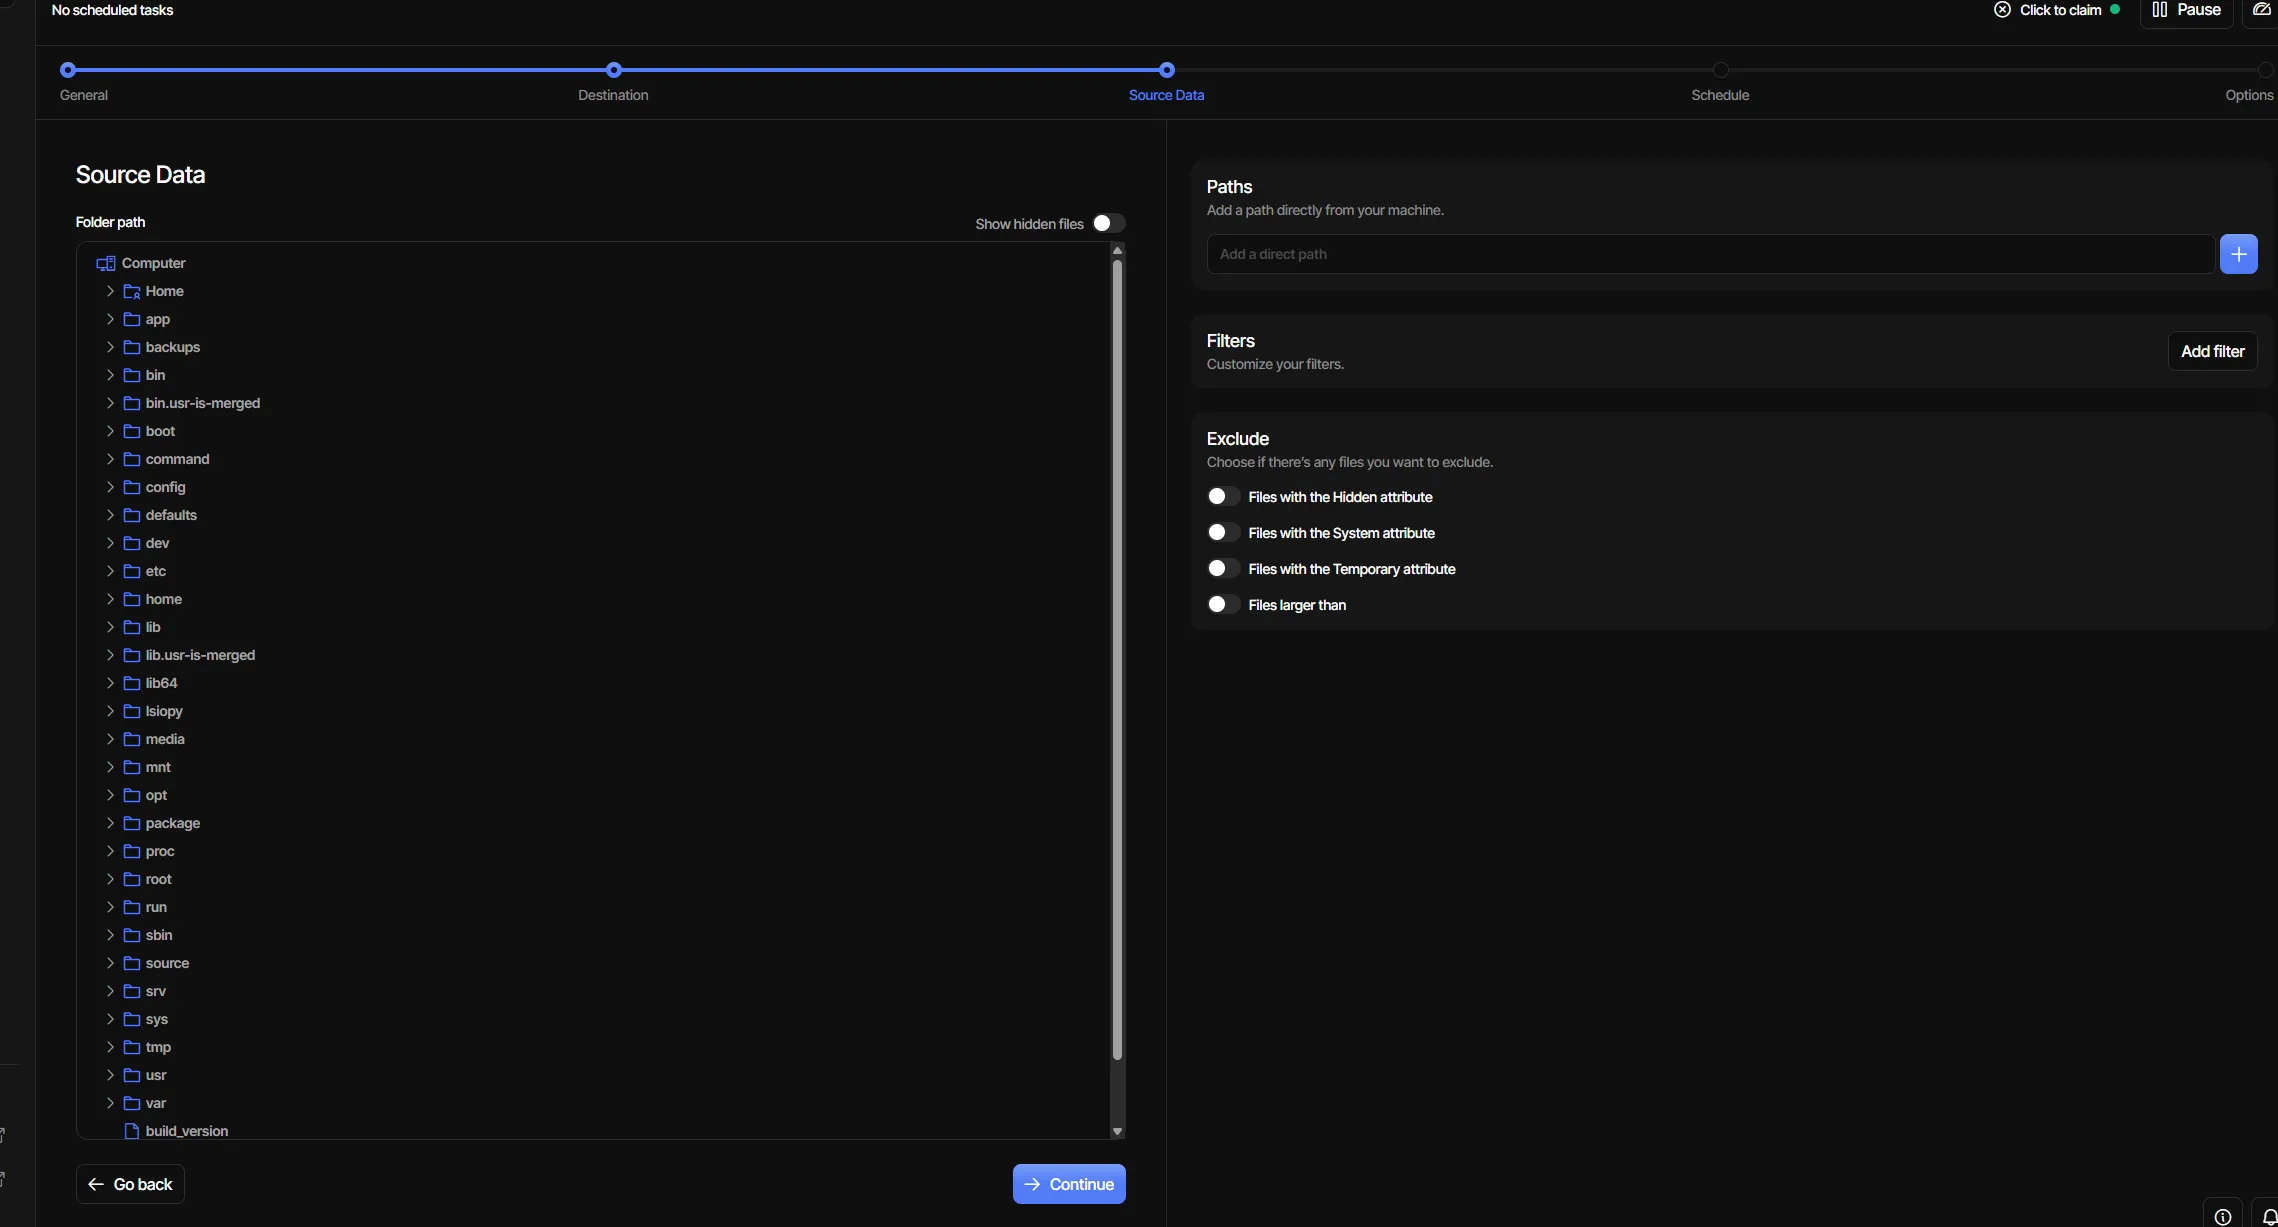 No scheduled tasks
Click to claim
Pause
General
Destination
Source Data
Schedule
Options
Source Data
Folder path
Show hidden files
Computer
Home
app
backups
bin
bin.usr-is-merged
boot
command
config
defaults
dev
etc
home
lib
lib.usr-is-merged
lib64
lsiopy
media
mnt
opt
package
proc
root
run
sbin
source
srv
sys
tmp
usr
var
build_version
Go back
Continue
Paths
Add a path directly from your machine.
Add a direct path
Filters
Customize your filters.
Add filter
Exclude
Choose if there's any files you want to exclude.
Files with the Hidden attribute
Files with the System attribute
Files with the Temporary attribute
Files larger than